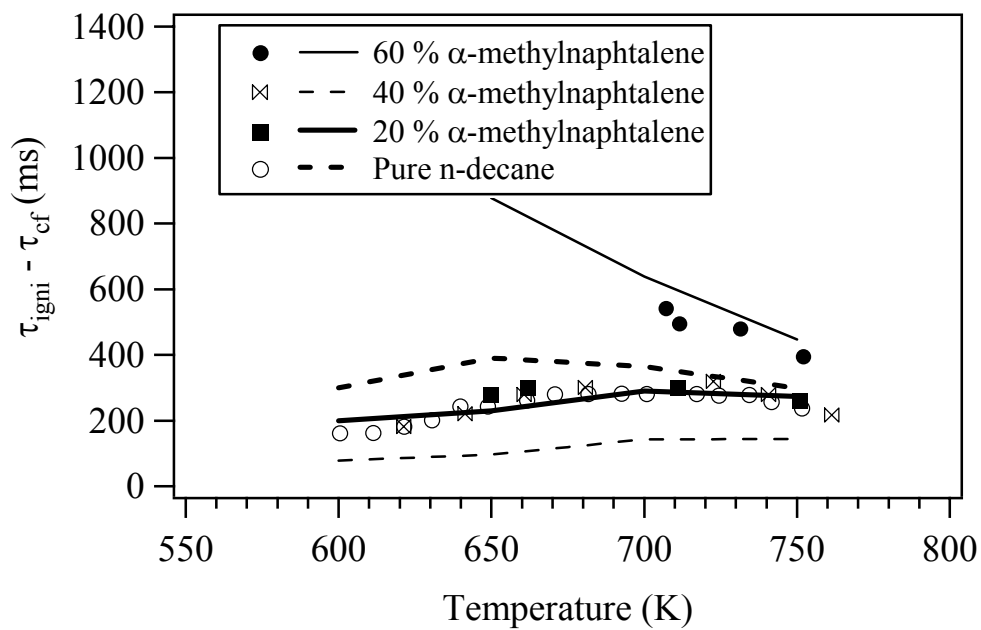 1400
1200
1000
800
600
400
200
0
τigni - τcf (ms)
60 % α-methylnaphtalene
40 % α-methylnaphtalene
20 % α-methylnaphtalene
Pure n-decane
550 600 650 700 750 800
Temperature (K)